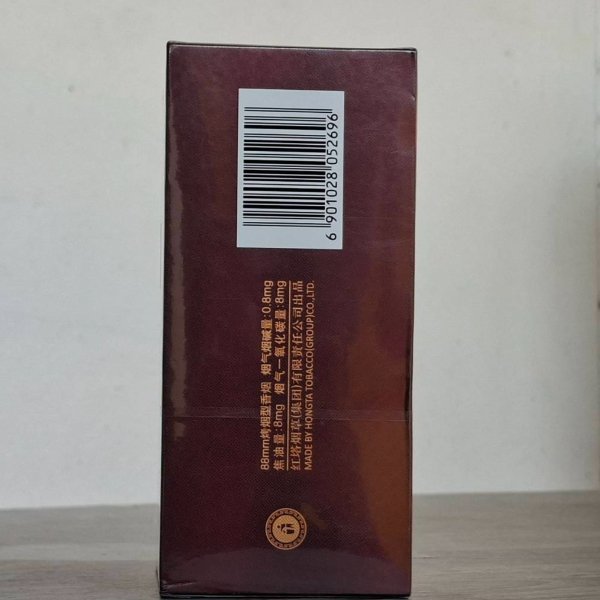 6 901028 052696
88mm烤烟型香烟 烟气烟碱量:0.8mg
焦油量:8mg 烟气一氧化碳量:8mg
红塔烟草(集团)有限责任公司出品
MADE BY HONGTA TOBACCO(GROUP)CO.,LTD.